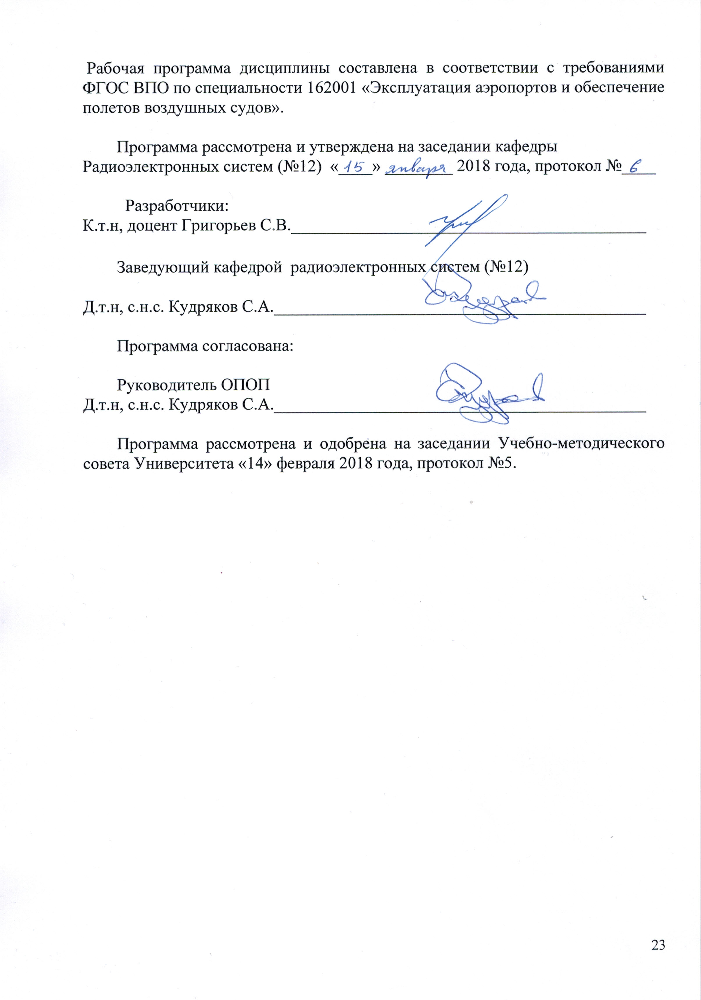 Рабочая программа дисциплины составлена в соответствии с требованиями
ФГОС ВПО по специальности 162001 «Эксплуатация аэропортов и обеспечение
полетов воздушных судов».
Программа рассмотрена и утверждена на заседании кафедры
Радиоэлектронных систем (№12) «15» января 2018 года, протокол № 6
Разработчики:
К.т.н, доцент Григорьев С.В.
Заведующий кафедрой радиоэлектронных систем (№12)
Д.т.н, с.н.с. Кудряков С.А.
Программа согласована:
Руководитель ОПОП
Д.т.н, с.н.с. Кудряков С.А.
Программа рассмотрена и одобрена на заседании Учебно-методического
совета Университета «14» февраля 2018 года, протокол №5.
23